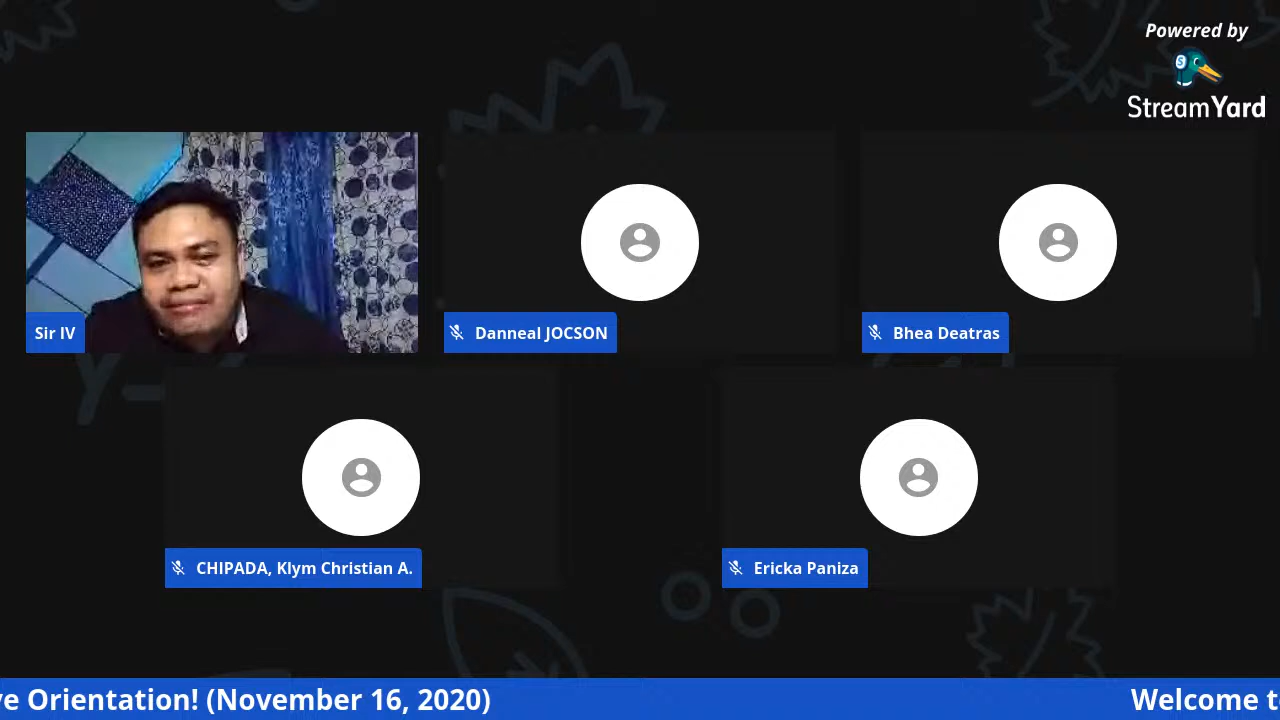 Powered by
StreamYard
Sir IV
Danneal JOCSON
Bhea Deatras
CHIPADA, Klym Christian A.
Ericka Paniza
Orientation! (November 16, 2020)
Welcome